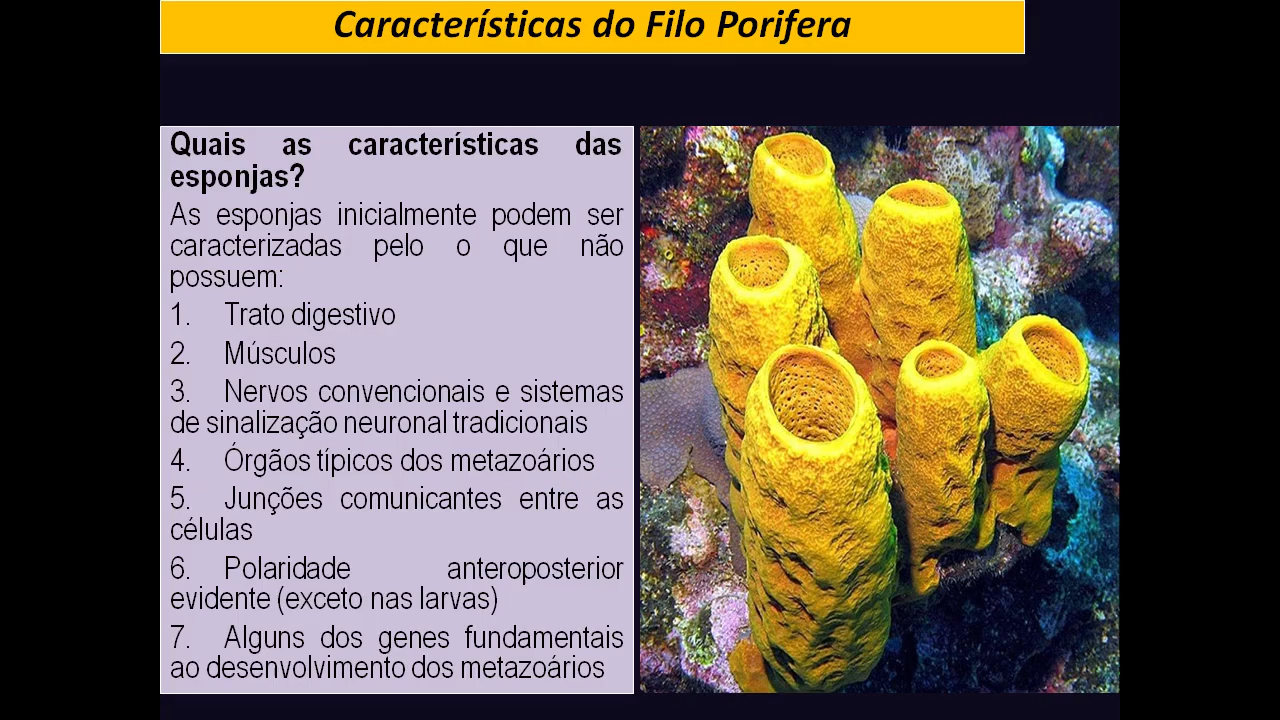 Características do Filo Porifera
Quais as características das
esponjas?
As esponjas inicialmente podem ser
caracterizadas pelo o que não
possuem:
1. Trato digestivo
2. Músculos
3. Nervos convencionais e sistemas
de sinalização neuronal tradicionais
4. Órgãos típicos dos metazoários
5. Junções comunicantes entre as
células
6. Polaridade anteroposterior
evidente (exceto nas larvas)
7. Alguns dos genes fundamentais
ao desenvolvimento dos metazoários